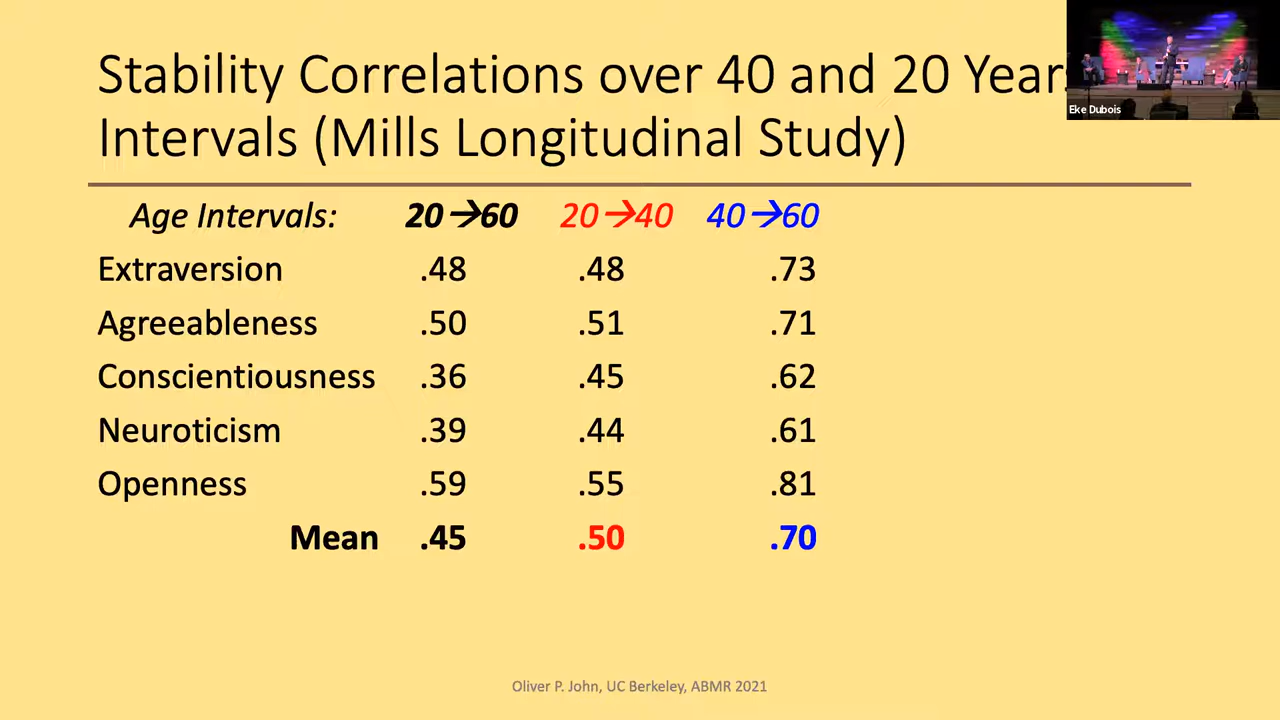 Stability Correlations over 40 and 20 Year
Intervals (Mills Longitudinal Study)
Eke Dubois
Age Intervals: 20→60 20→40 40→60
Extraversion .48 .48 .73
Agreeableness .50 .51 .71
Conscientiousness .36 .45 .62
Neuroticism .39 .44 .61
Openness .59 .55 .81
Mean .45 .50 .70
Oliver P. John, UC Berkeley, ABMR 2021